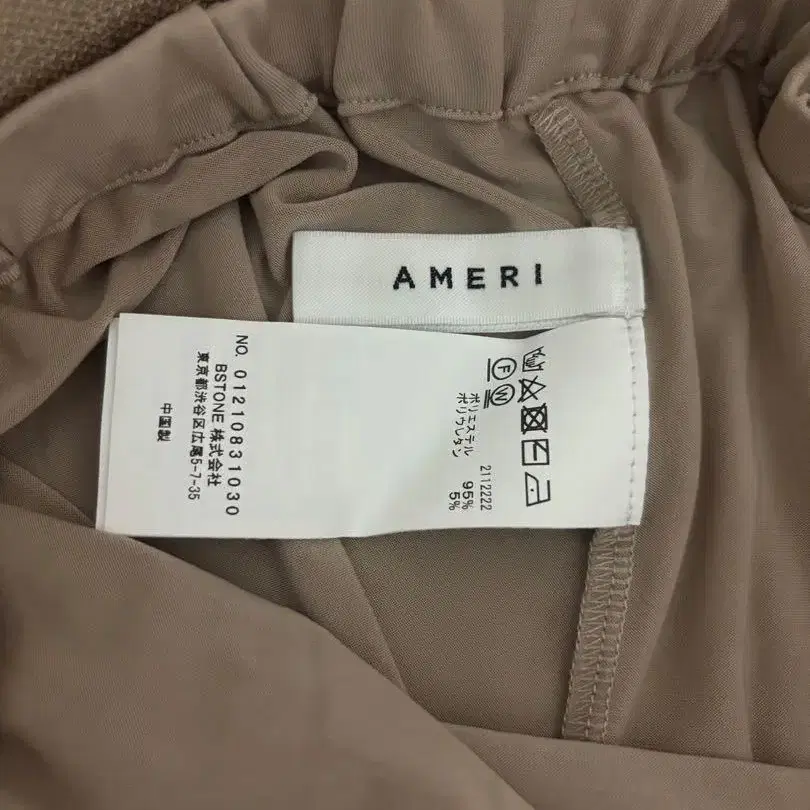 AMERI
Ⓕ Ⓦ
2112222
ポリエステル 95%
ポリウレタン 5%
NO. 01210831030
BSTONE 株式会社
東京都渋谷区広尾5-7-35
中国製